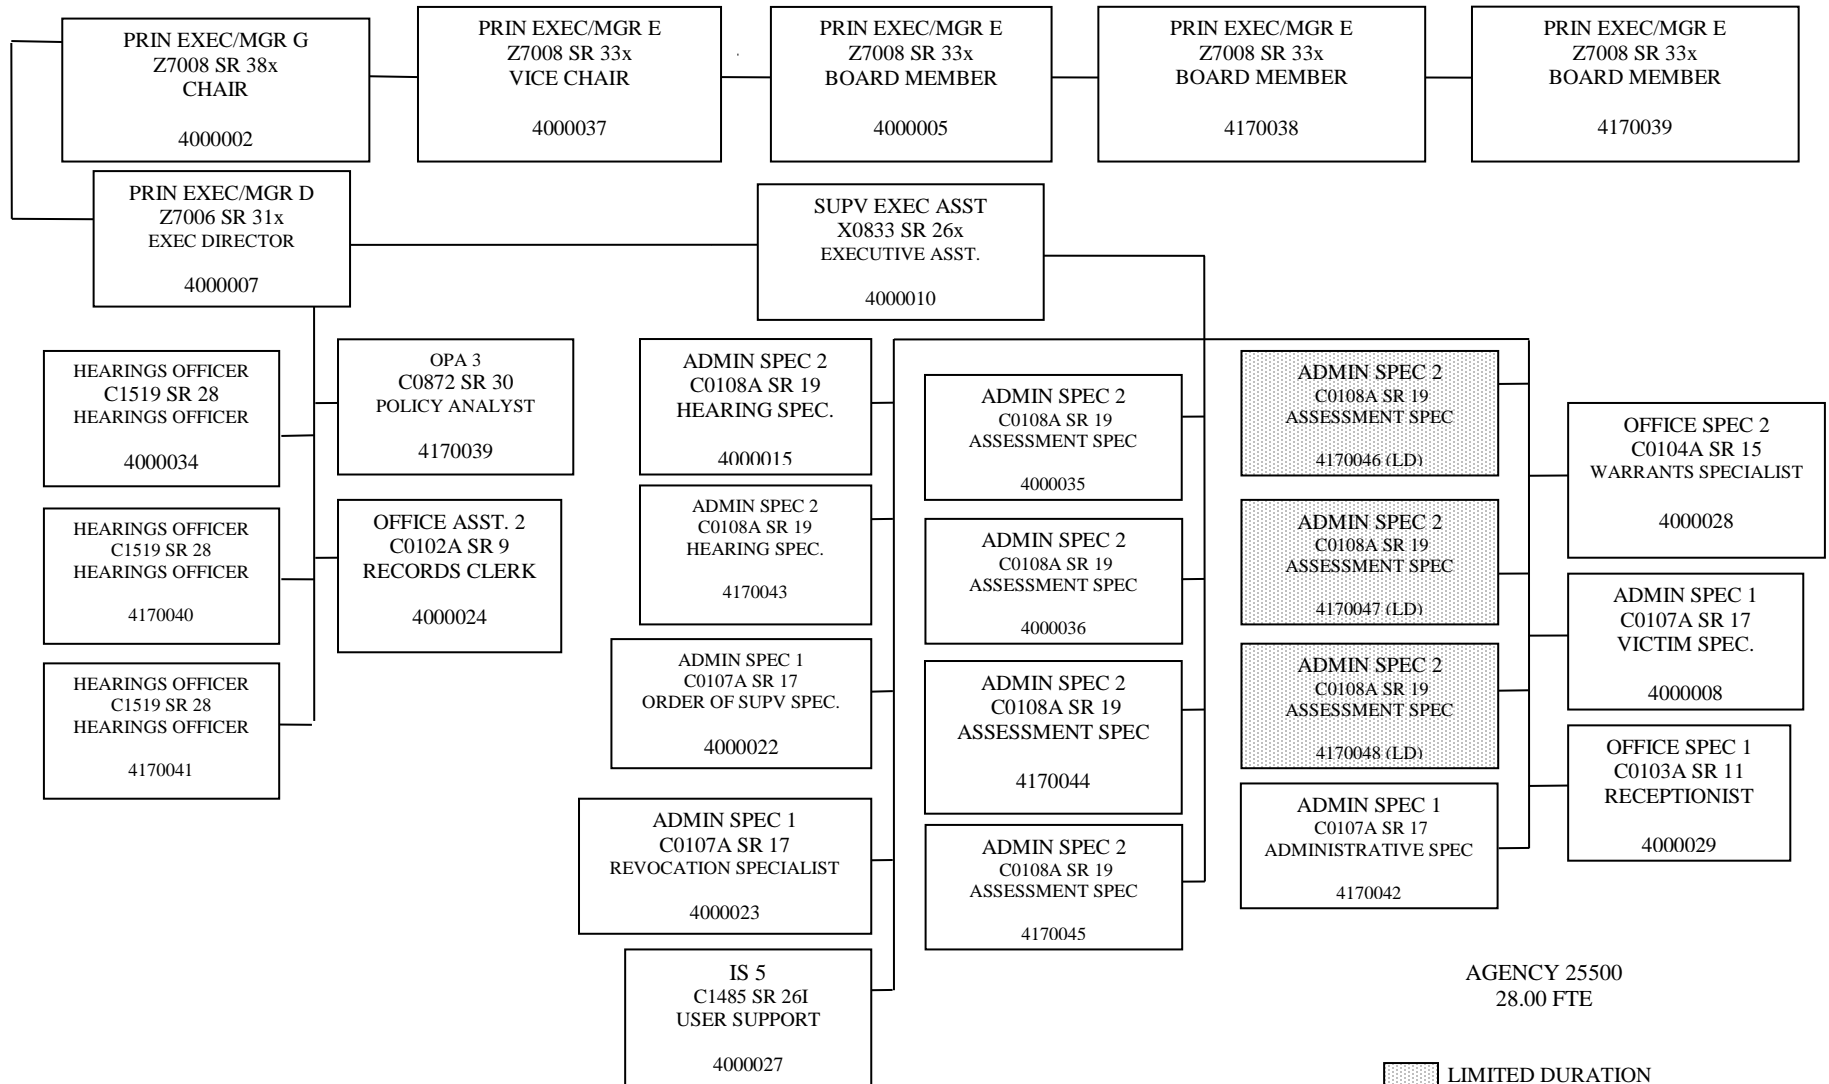 PRIN EXEC/MGR G
Z7008 SR 38x
CHAIR
4000002
PRIN EXEC/MGR E
Z7008 SR 33x
VICE CHAIR
4000037
PRIN EXEC/MGR E
Z7008 SR 33x
BOARD MEMBER
4000005
PRIN EXEC/MGR E
Z7008 SR 33x
BOARD MEMBER
4170038
PRIN EXEC/MGR E
Z7008 SR 33x
BOARD MEMBER
4170039
PRIN EXEC/MGR D
Z7006 SR 31x
EXEC DIRECTOR
4000007
SUPV EXEC ASST
X0833 SR 26x
EXECUTIVE ASST.
4000010
HEARINGS OFFICER
C1519 SR 28
HEARINGS OFFICER
4000034
HEARINGS OFFICER
C1519 SR 28
HEARINGS OFFICER
4170040
HEARINGS OFFICER
C1519 SR 28
HEARINGS OFFICER
4170041
OPA 3
C0872 SR 30
POLICY ANALYST
4170039
OFFICE ASST. 2
C0102A SR 9
RECORDS CLERK
4000024
ADMIN SPEC 2
C0108A SR 19
HEARING SPEC.
4000015
ADMIN SPEC 2
C0108A SR 19
HEARING SPEC.
4170043
ADMIN SPEC 1
C0107A SR 17
ORDER OF SUPV SPEC.
4000022
ADMIN SPEC 1
C0107A SR 17
REVOCATION SPECIALIST
4000023
IS 5
C1485 SR 26I
USER SUPPORT
4000027
ADMIN SPEC 2
C0108A SR 19
ASSESSMENT SPEC
4000035
ADMIN SPEC 2
C0108A SR 19
ASSESSMENT SPEC
4000036
ADMIN SPEC 2
C0108A SR 19
ASSESSMENT SPEC
4170044
ADMIN SPEC 2
C0108A SR 19
ASSESSMENT SPEC
4170045
ADMIN SPEC 2
C0108A SR 19
ASSESSMENT SPEC
4170046 (LD)
ADMIN SPEC 2
C0108A SR 19
ASSESSMENT SPEC
4170047 (LD)
ADMIN SPEC 2
C0108A SR 19
ASSESSMENT SPEC
4170048 (LD)
ADMIN SPEC 1
C0107A SR 17
ADMINISTRATIVE SPEC
4170042
OFFICE SPEC 2
C0104A SR 15
WARRANTS SPECIALIST
4000028
ADMIN SPEC 1
C0107A SR 17
VICTIM SPEC.
4000008
OFFICE SPEC 1
C0103A SR 11
RECEPTIONIST
4000029
AGENCY 25500
28.00 FTE
LIMITED DURATION